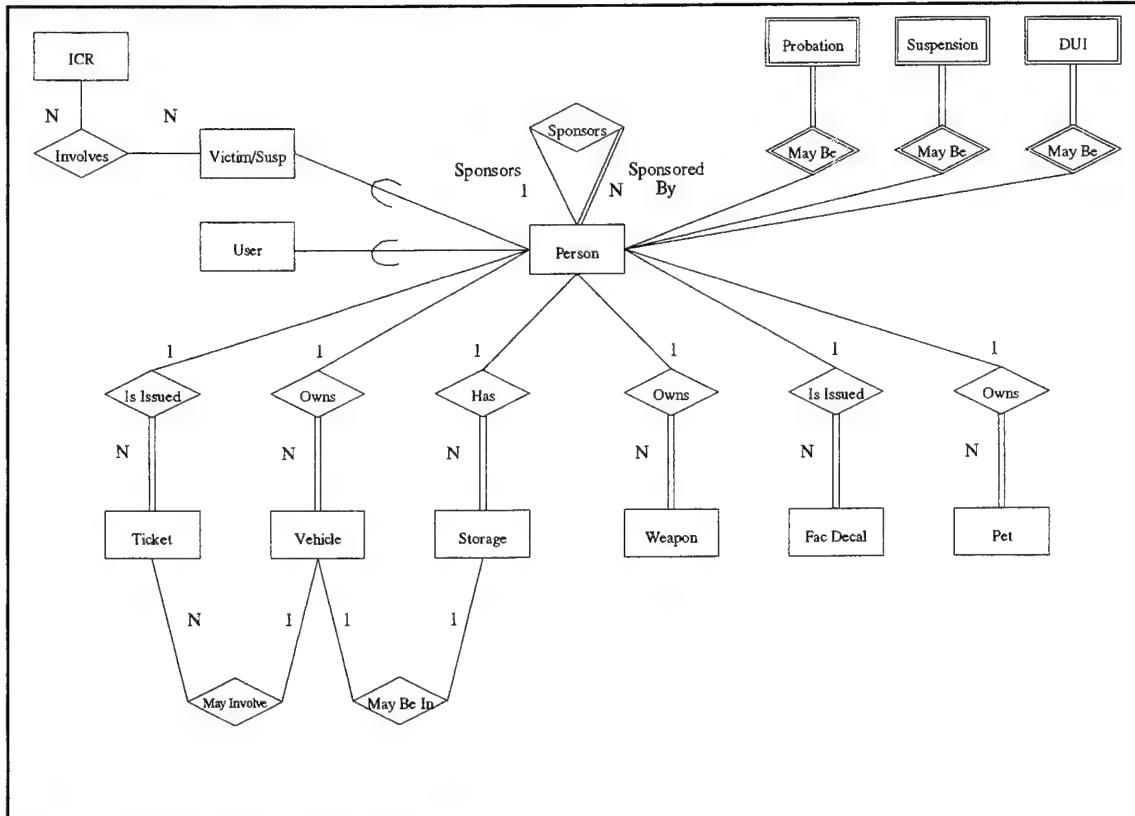 ICR
Probation
Suspension
DUI
N
N
Involves
Victim/Susp
Sponsors
May Be
May Be
May Be
Sponsors
1
N
Sponsored
By
User
Person
1
1
1
1
1
1
Is Issued
Owns
Has
Owns
Is Issued
Owns
N
N
N
N
N
N
Ticket
Vehicle
Storage
Weapon
Fac Decal
Pet
N
1
1
1
May Involve
May Be In